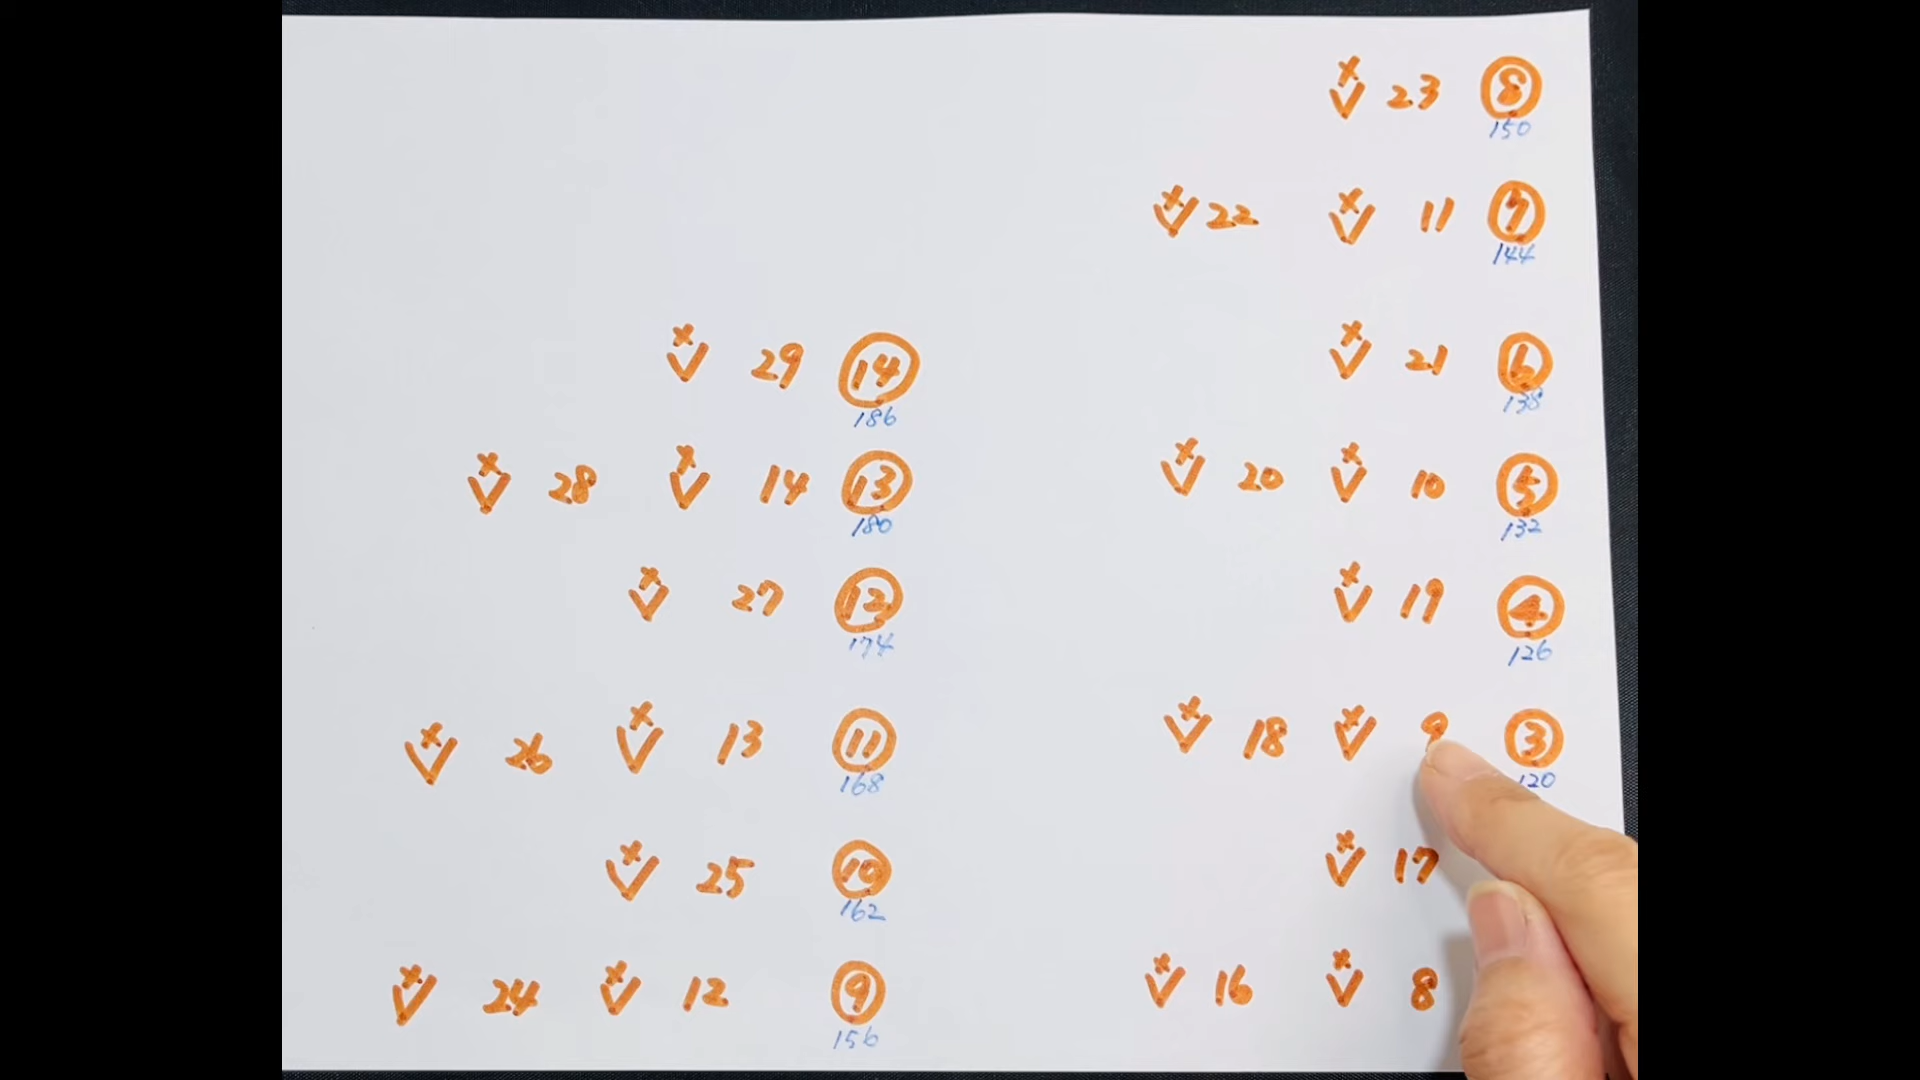 × ∨ 23 ⑧
150
× ∨ 22 × ∨ 11 ⑦
144
× ∨ 21 ⑥
138
× ∨ 20 × ∨ 10 ⑤
132
× ∨ 19 ④
126
× ∨ 18 × ∨ 9 ③
120
× ∨ 17
× ∨ 16 × ∨ 8
× ∨ 29 ⑭
186
× ∨ 28 × ∨ 14 ⑬
180
× ∨ 27 ⑫
174
× ∨ 26 × ∨ 13 ⑪
168
× ∨ 25 ⑩
162
× ∨ 24 × ∨ 12 ⑨
156